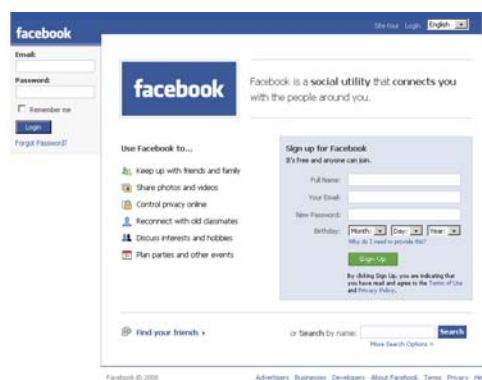 Site tour Login English
facebook
Email:
Password:
Remember me
Login
Forgot Password?
facebook
Facebook is a social utility that connects you
with the people around you.
Use Facebook to...
Keep up with friends and family
Share photos and videos
Control privacy online
Reconnect with old classmates
Discuss interests and hobbies
Plan parties and other events
Sign up for Facebook
It's free and anyone can join.
Full Name:
Your Email:
New Password:
Birthday: Month: Day: Year:
Why do I need to provide this?
Sign Up
By clicking Sign Up, you are indicating that
you have read and agree to the Terms of Use
and Privacy Policy.
Find your friends »
or Search by name: Search
More Search Options »
Facebook © 2008
Advertisers Businesses Developers About Facebook Terms Privacy